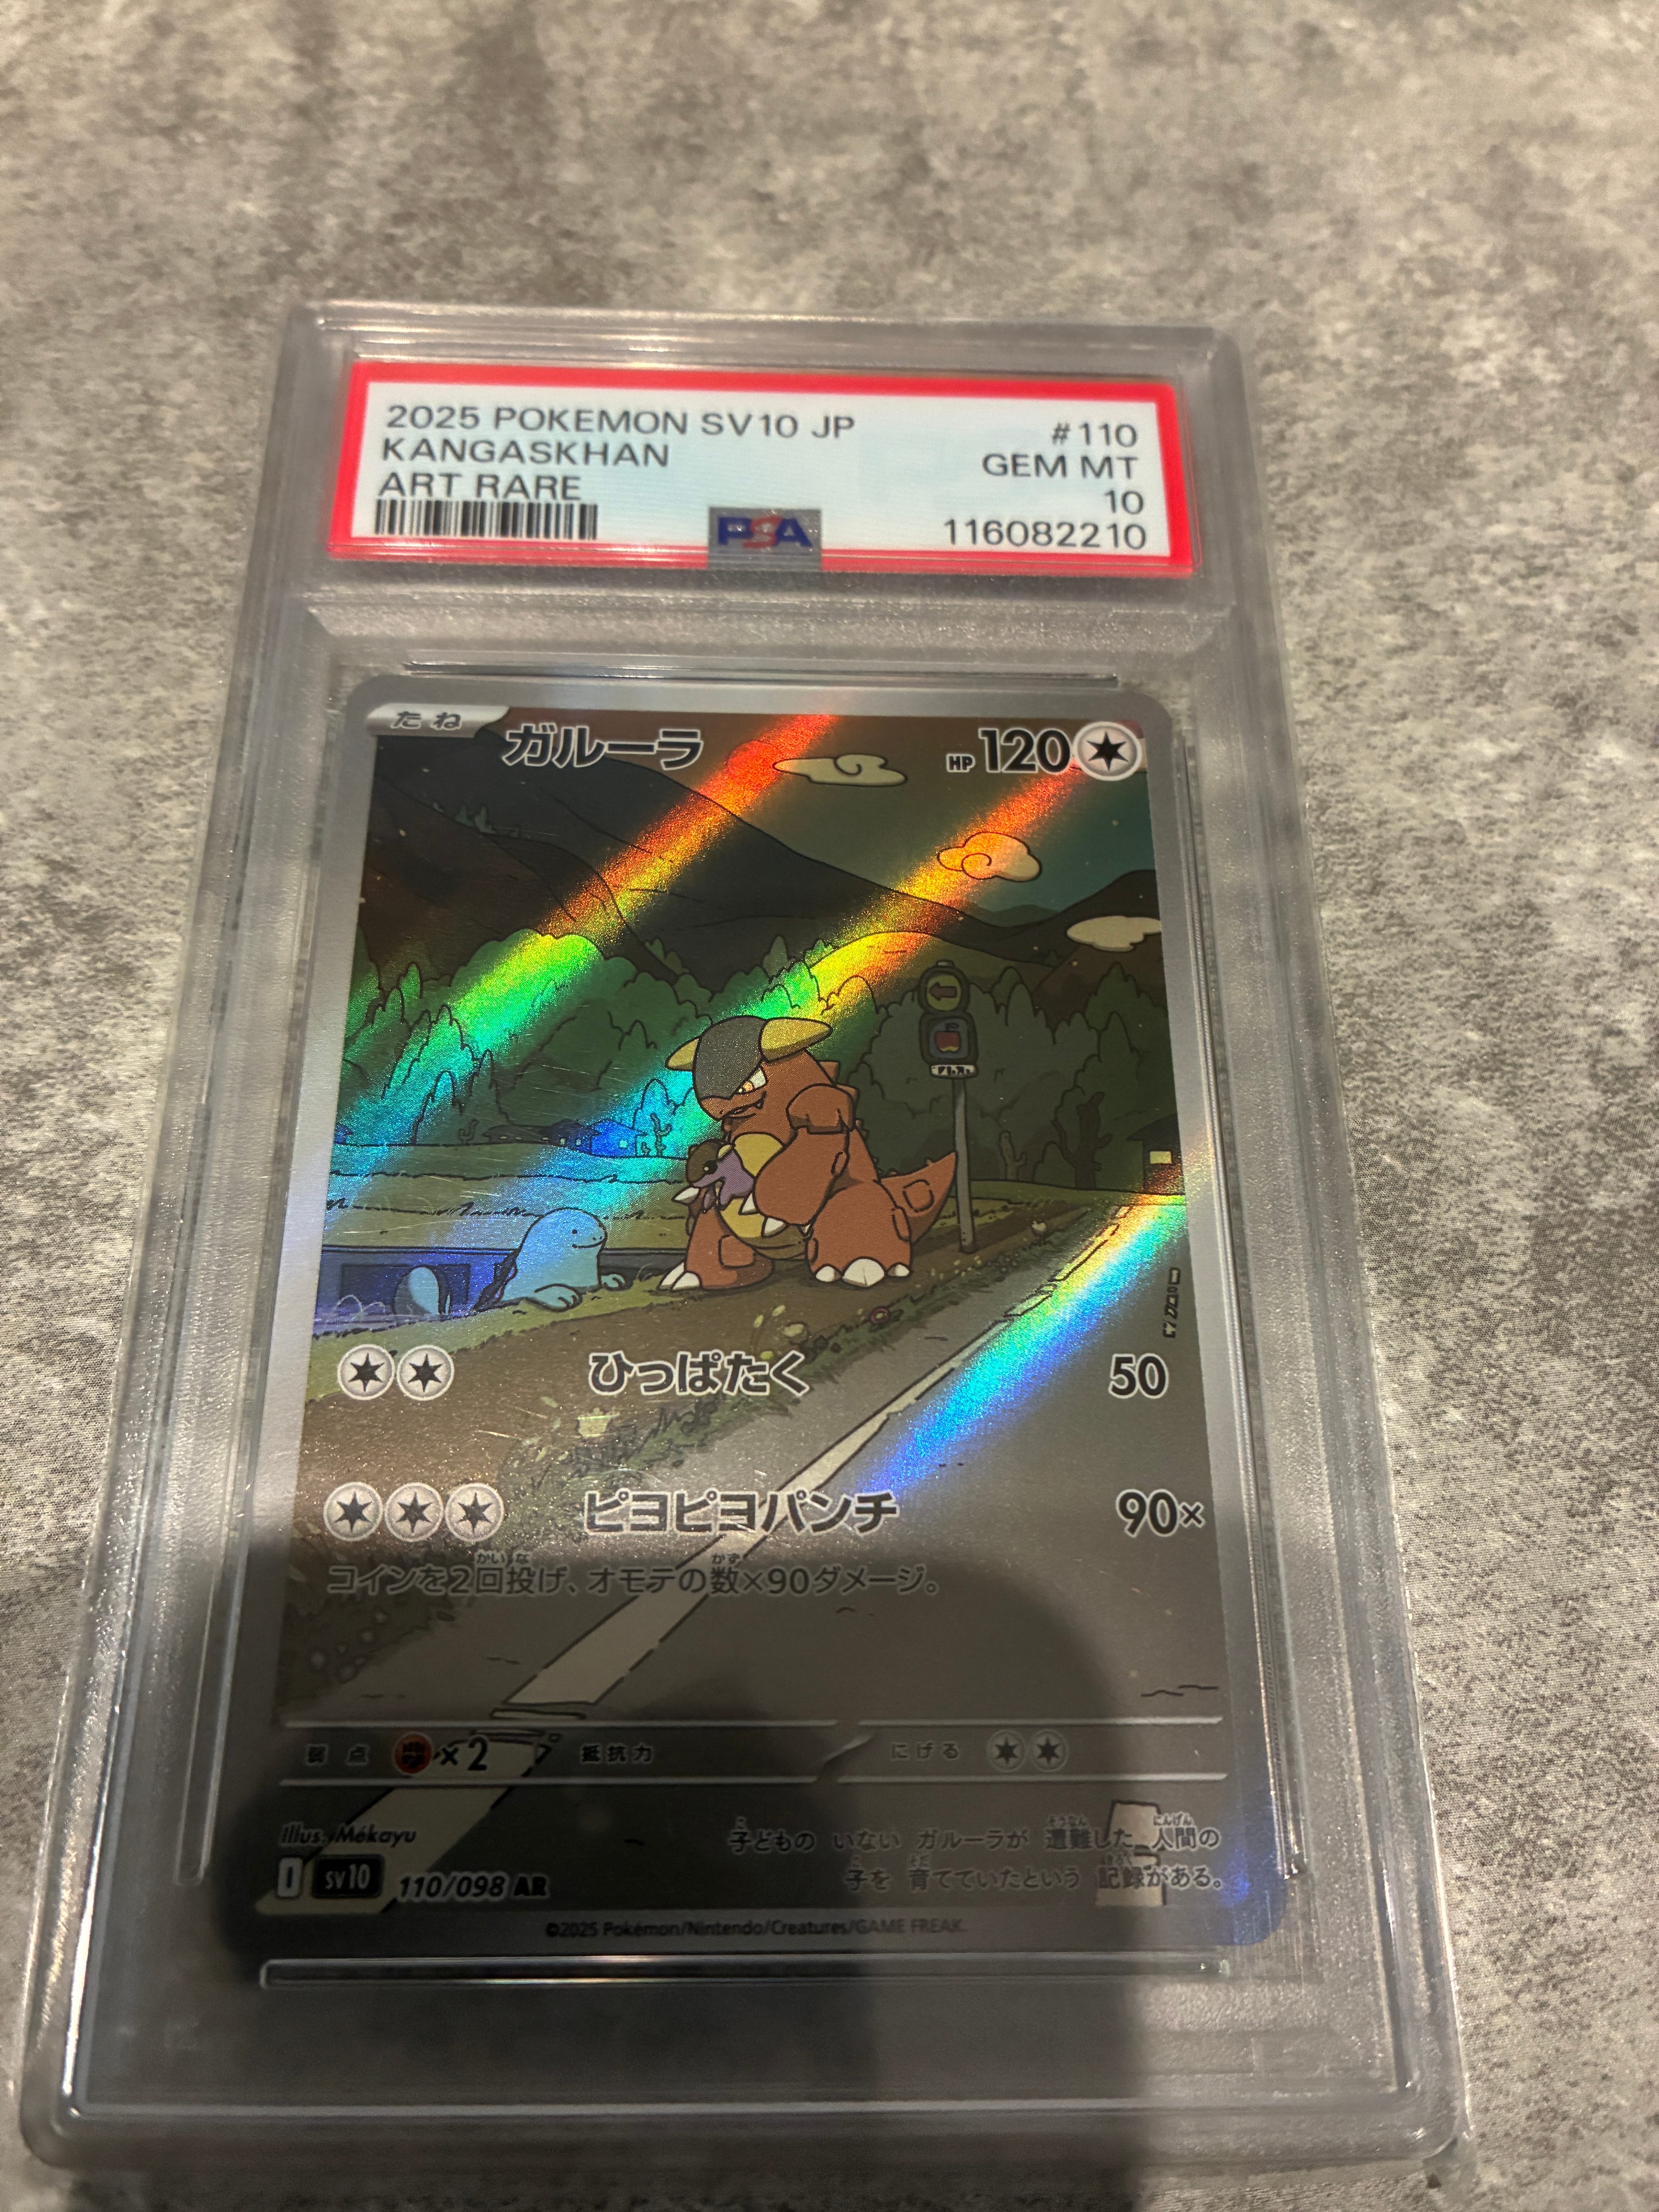 2025 POKEMON SV10 JP
#110
KANGASKHAN
GEM MT
ART RARE
10
PSA
116082210
たね
ガルーラ
HP 120
ひっぱたく
50
ピヨピヨパンチ
90×
コインを2回投げ、オモテの数×90ダメージ。
弱点
×2
抵抗力
にげる
Illus. Mékayu
子どもの いない ガルーラが 遭難した 人間の
子を 育てていたという 記録がある。
I SV10 110/098 AR
©2025 Pokémon/Nintendo/Creatures/GAME FREAK.